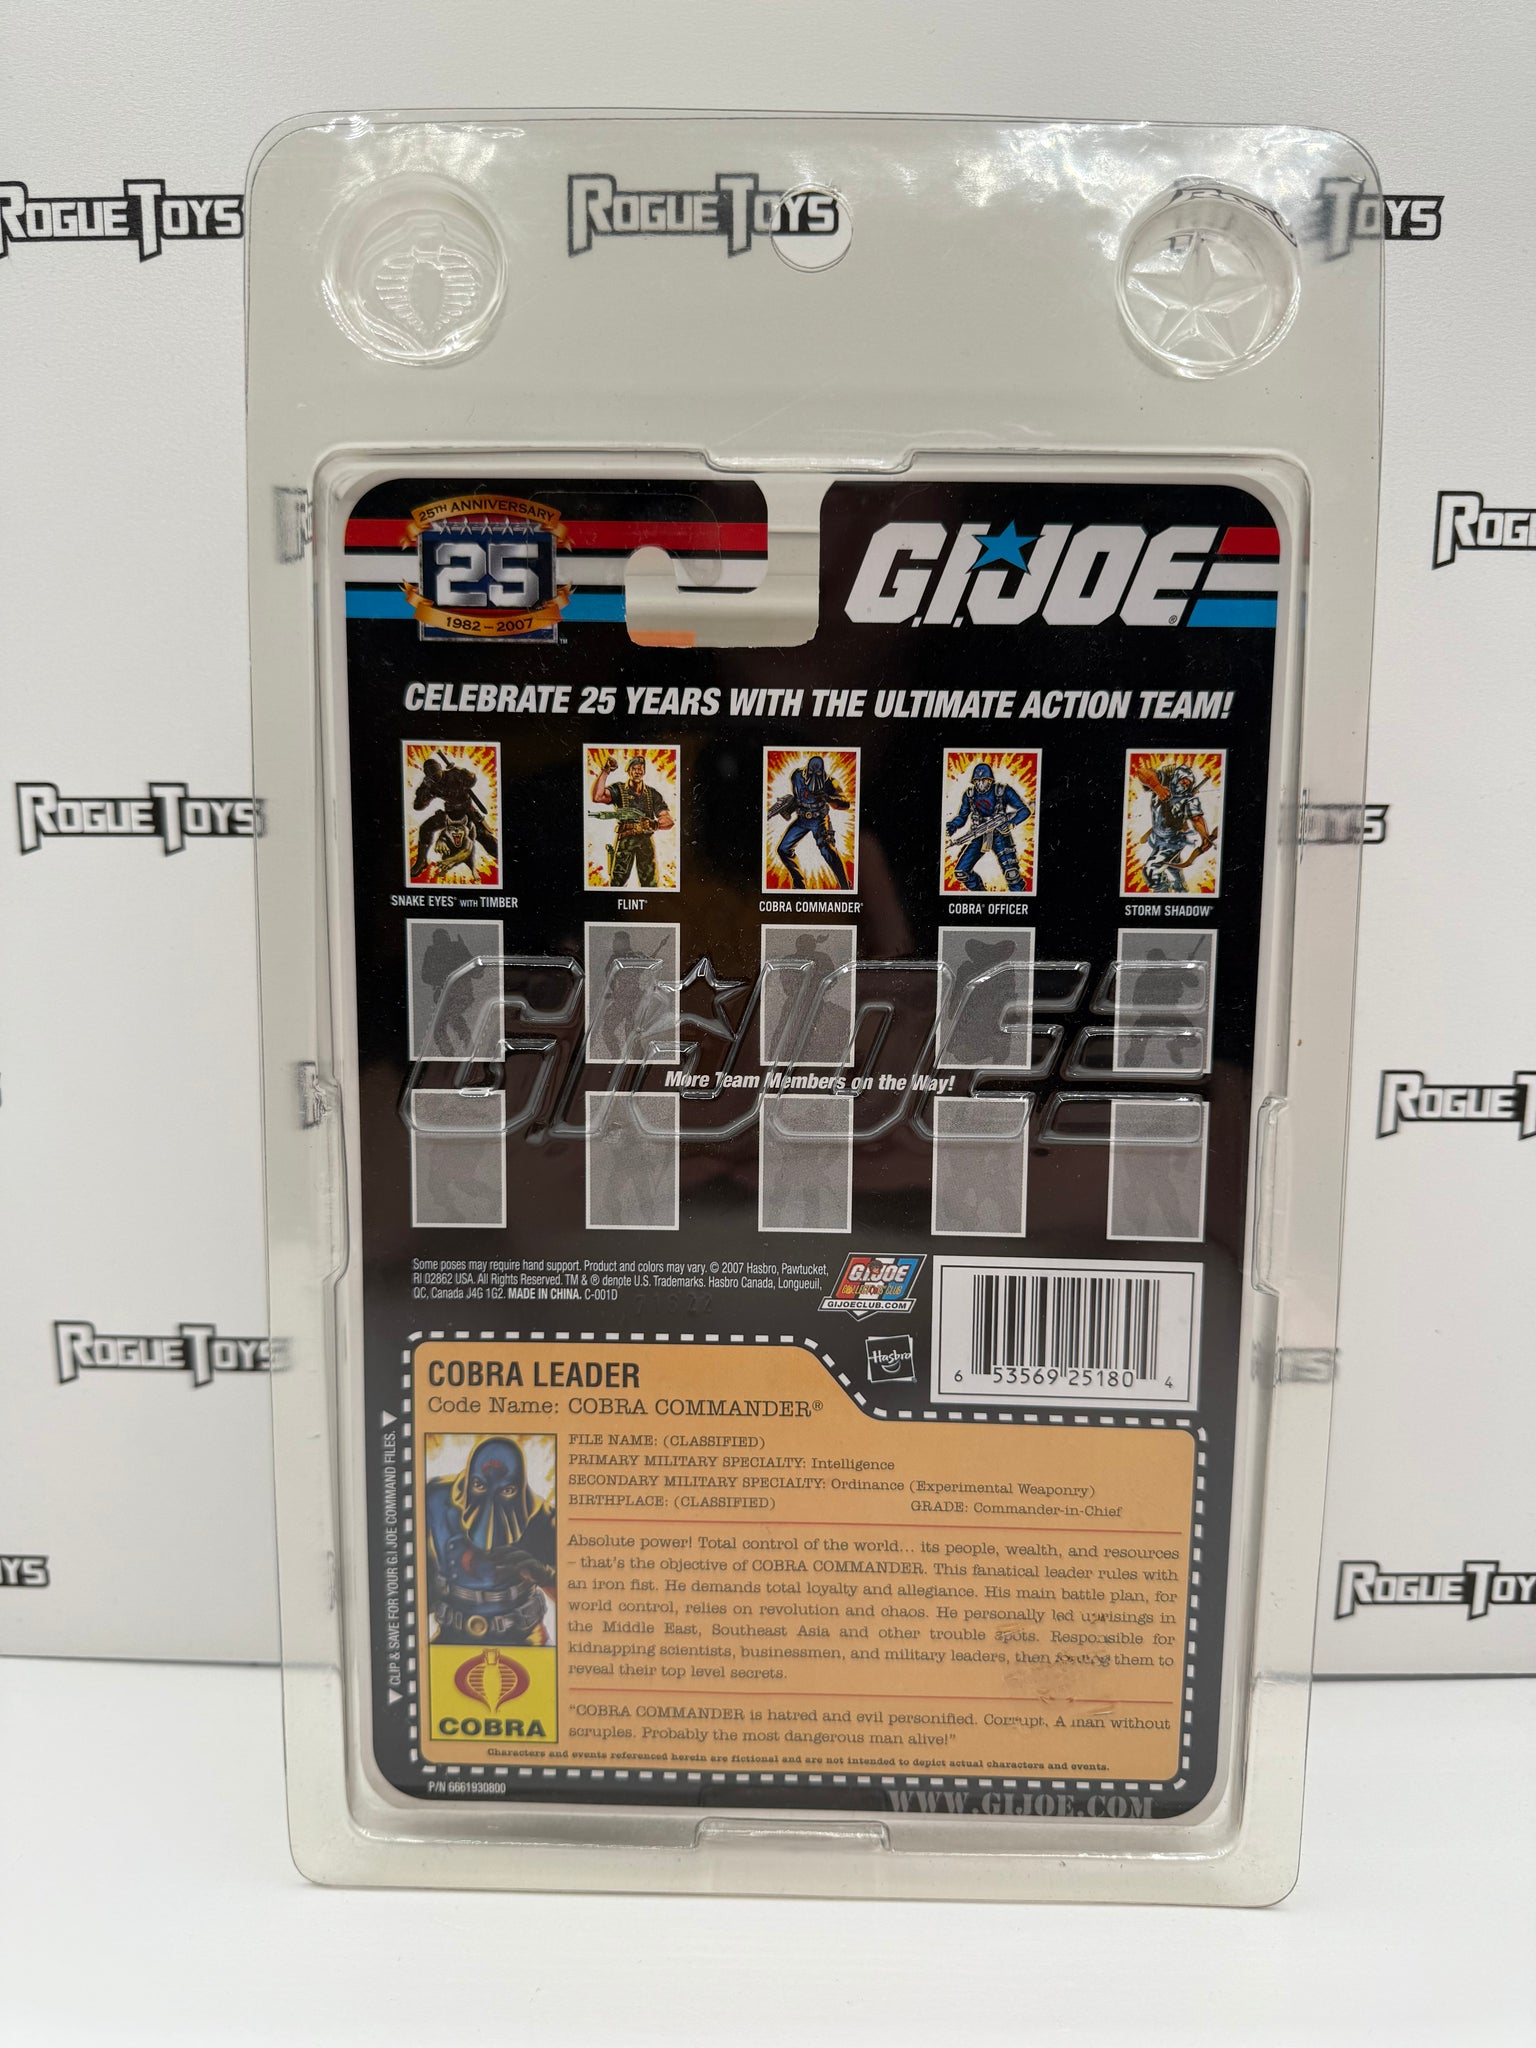 ROGUE TOYS
ROGUE TOYS
25TH ANNIVERSARY
25
1982 – 2007
TM
G.I.JOE®
CELEBRATE 25 YEARS WITH THE ULTIMATE ACTION TEAM!
SNAKE EYES® WITH TIMBER
FLINT®
COBRA COMMANDER®
COBRA® OFFICER
STORM SHADOW®
G.I.JOE
More Team Members on the Way!
ROGUE TOYS
Some poses may require hand support. Product and colors may vary. © 2007 Hasbro, Pawtucket,
RI 02862 USA. All Rights Reserved. TM & ® denote U.S. Trademarks. Hasbro Canada, Longueuil,
QC, Canada J4G 1G2. MADE IN CHINA. C-001D
G.I.JOE
COLLECTORS' CLUB
GIJOECLUB.COM
Hasbro
6 53569 25180 4
ROGUE TOYS
COBRA LEADER
Code Name: COBRA COMMANDER®
FILE NAME: (CLASSIFIED)
PRIMARY MILITARY SPECIALTY: Intelligence
SECONDARY MILITARY SPECIALTY: Ordinance (Experimental Weaponry)
BIRTHPLACE: (CLASSIFIED) GRADE: Commander-in-Chief
Absolute power! Total control of the world... its people, wealth, and resources
– that's the objective of COBRA COMMANDER. This fanatical leader rules with
an iron fist. He demands total loyalty and allegiance. His main battle plan, for
world control, relies on revolution and chaos. He personally led uprisings in
the Middle East, Southeast Asia and other trouble spots. Responsible for
kidnapping scientists, businessmen, and military leaders, then forcing them to
reveal their top level secrets.
"COBRA COMMANDER is hatred and evil personified. Corrupt, A man without
scruples. Probably the most dangerous man alive!"
Characters and events referenced herein are fictional and are not intended to depict actual characters and events.
COBRA
CLIP & SAVE FOR YOUR G.I. JOE COMMAND FILES.
P/N 6661930800
WWW.GIJOE.COM